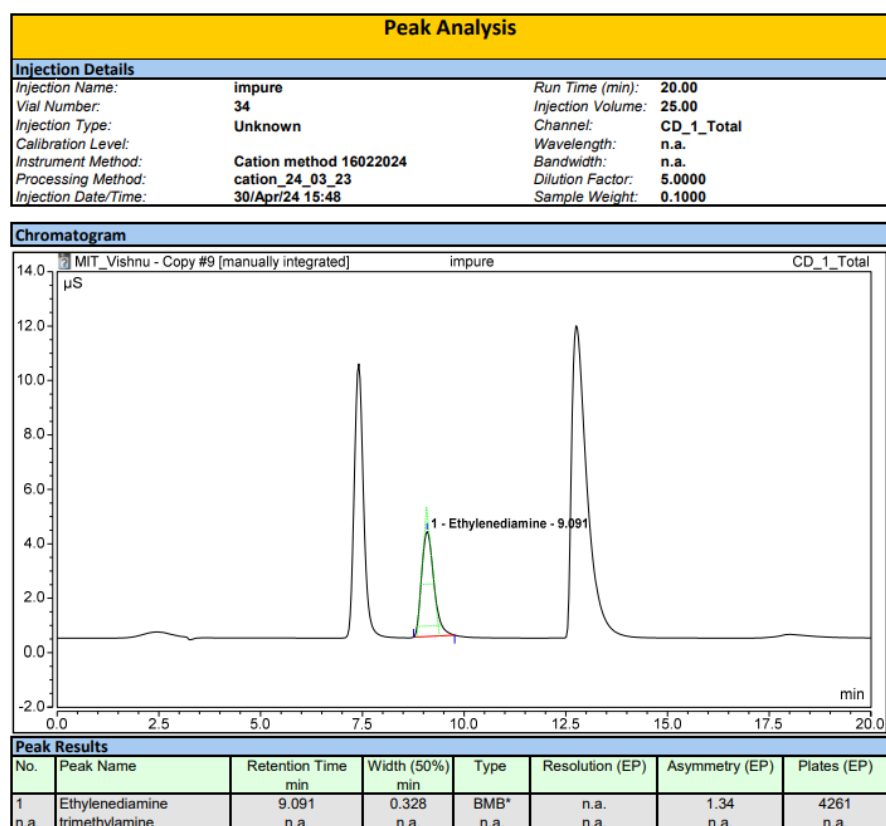 Peak Analysis
Injection Details
Injection Name: impure Run Time (min): 20.00
Vial Number: 34 Injection Volume: 25.00
Injection Type: Unknown Channel: CD_1_Total
Calibration Level: Wavelength: n.a.
Instrument Method: Cation method 16022024 Bandwidth: n.a.
Processing Method: cation_24_03_23 Dilution Factor: 5.0000
Injection Date/Time: 30/Apr/24 15:48 Sample Weight: 0.1000
Chromatogram
MIT_Vishnu - Copy #9 [manually integrated] impure CD_1_Total
14.0
µS
12.0
10.0
8.0
6.0
1 - Ethylenediamine - 9.091
4.0
2.0
0.0
min
-2.0
0.0 2.5 5.0 7.5 10.0 12.5 15.0 17.5 20.0
Peak Results
No. Peak Name Retention Time Width (50%) Type Resolution (EP) Asymmetry (EP) Plates (EP)
min min
1 Ethylenediamine 9.091 0.328 BMB* n.a. 1.34 4261
n.a. trimethylamine n.a. n.a. n.a. n.a. n.a. n.a.